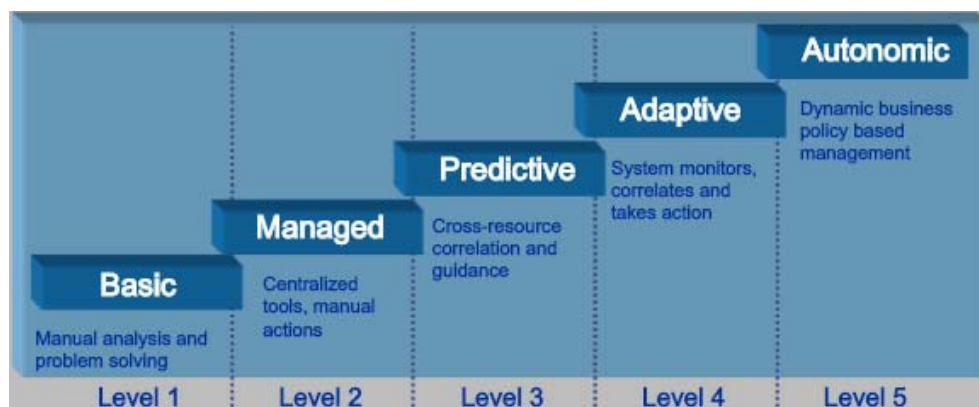 Basic
Manual analysis and
problem solving
Level 1
Managed
Centralized
tools, manual
actions
Level 2
Predictive
Cross-resource
correlation and
guidance
Level 3
Adaptive
System monitors,
correlates and
takes action
Level 4
Autonomic
Dynamic business
policy based
management
Level 5